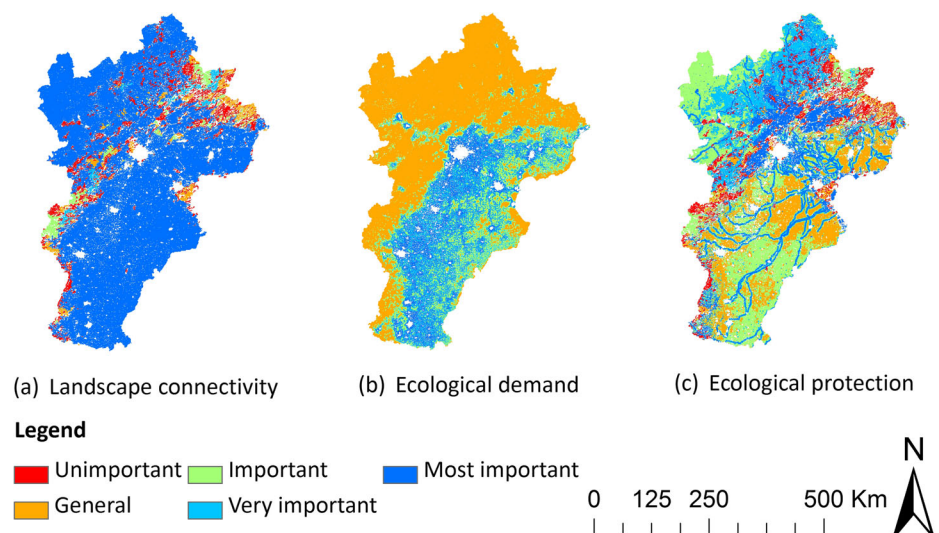 (a) Landscape connectivity
(b) Ecological demand
(c) Ecological protection
Legend
Unimportant
Important
Most important
General
Very important
N
0 125 250 500 Km